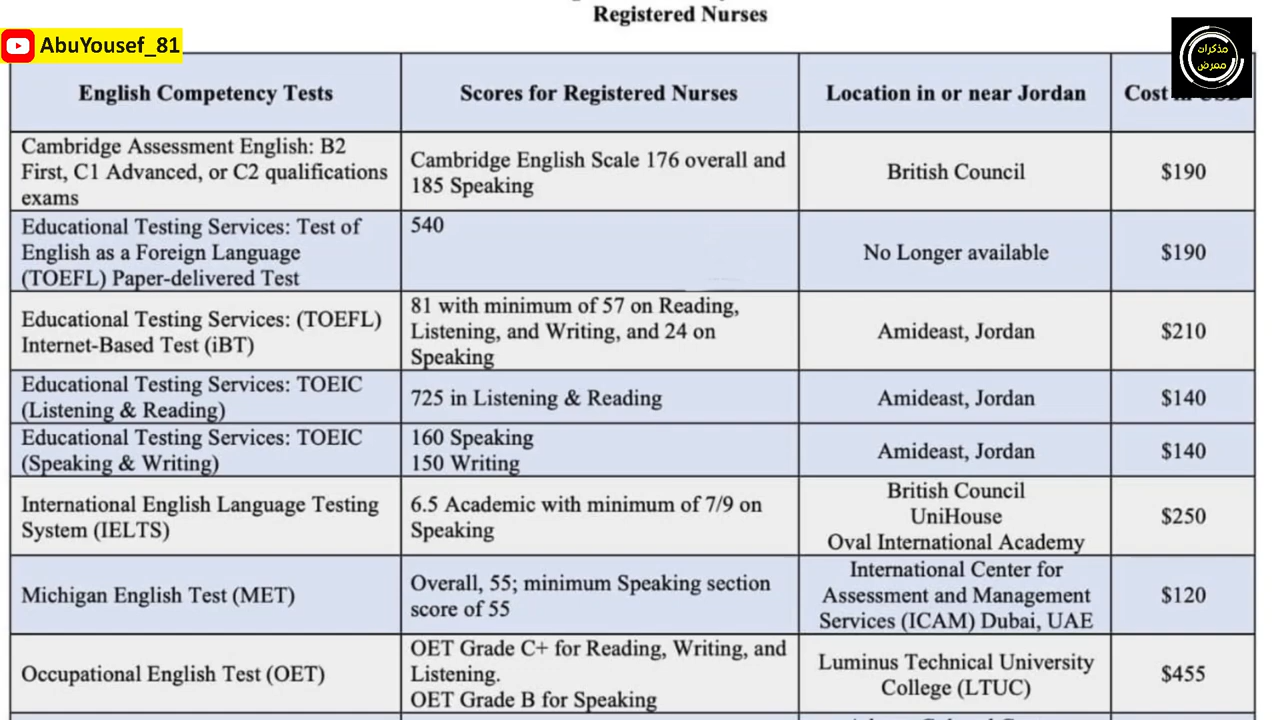 Registered Nurses
AbuYousef_81
مذكرات
ممرض
English Competency Tests
Scores for Registered Nurses
Location in or near Jordan
Cost in USD
Cambridge Assessment English: B2
First, C1 Advanced, or C2 qualifications
exams
Cambridge English Scale 176 overall and
185 Speaking
British Council
$190
Educational Testing Services: Test of
English as a Foreign Language
(TOEFL) Paper-delivered Test
540
No Longer available
$190
Educational Testing Services: (TOEFL)
Internet-Based Test (iBT)
81 with minimum of 57 on Reading,
Listening, and Writing, and 24 on
Speaking
Amideast, Jordan
$210
Educational Testing Services: TOEIC
(Listening & Reading)
725 in Listening & Reading
Amideast, Jordan
$140
Educational Testing Services: TOEIC
(Speaking & Writing)
160 Speaking
150 Writing
Amideast, Jordan
$140
International English Language Testing
System (IELTS)
6.5 Academic with minimum of 7/9 on
Speaking
British Council
UniHouse
Oval International Academy
$250
Michigan English Test (MET)
Overall, 55; minimum Speaking section
score of 55
International Center for
Assessment and Management
Services (ICAM) Dubai, UAE
$120
Occupational English Test (OET)
OET Grade C+ for Reading, Writing, and
Listening.
OET Grade B for Speaking
Luminus Technical University
College (LTUC)
$455